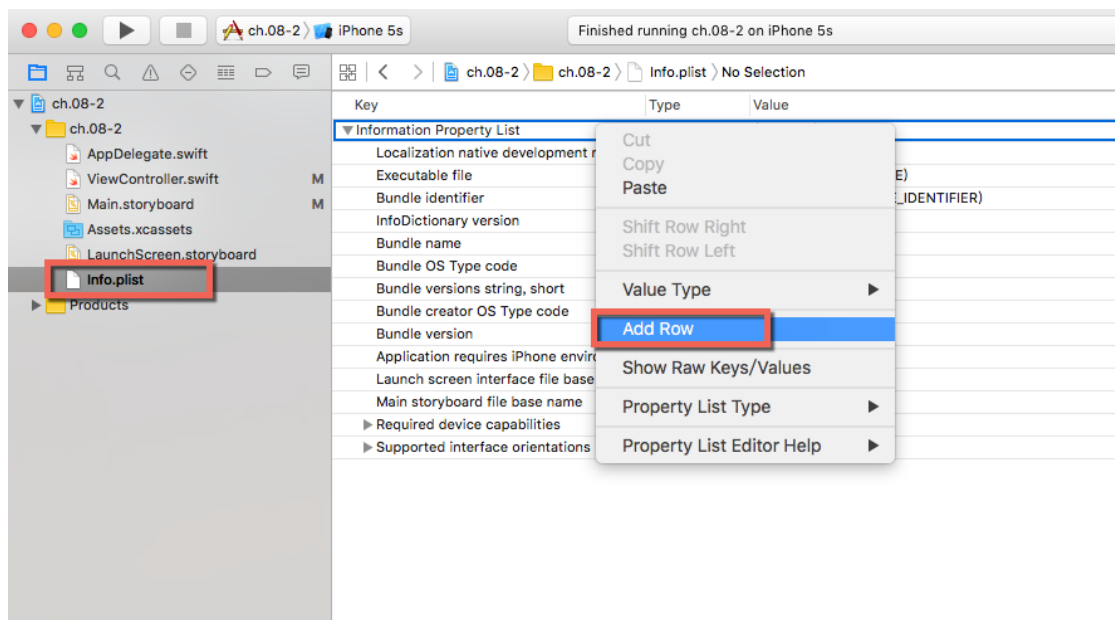 ch.08-2 iPhone 5s
Finished running ch.08-2 on iPhone 5s
ch.08-2 ch.08-2 Info.plist No Selection
ch.08-2
ch.08-2
AppDelegate.swift
ViewController.swift M
Main.storyboard M
Assets.xcassets
LaunchScreen.storyboard
Info.plist
Products
Key Type Value
Information Property List
Localization native development r
Executable file E)
Bundle identifier _IDENTIFIER)
InfoDictionary version
Bundle name
Bundle OS Type code
Bundle versions string, short
Bundle creator OS Type code
Bundle version
Application requires iPhone enviro
Launch screen interface file base
Main storyboard file base name
Required device capabilities
Supported interface orientations
Cut
Copy
Paste
Shift Row Right
Shift Row Left
Value Type
Add Row
Show Raw Keys/Values
Property List Type
Property List Editor Help